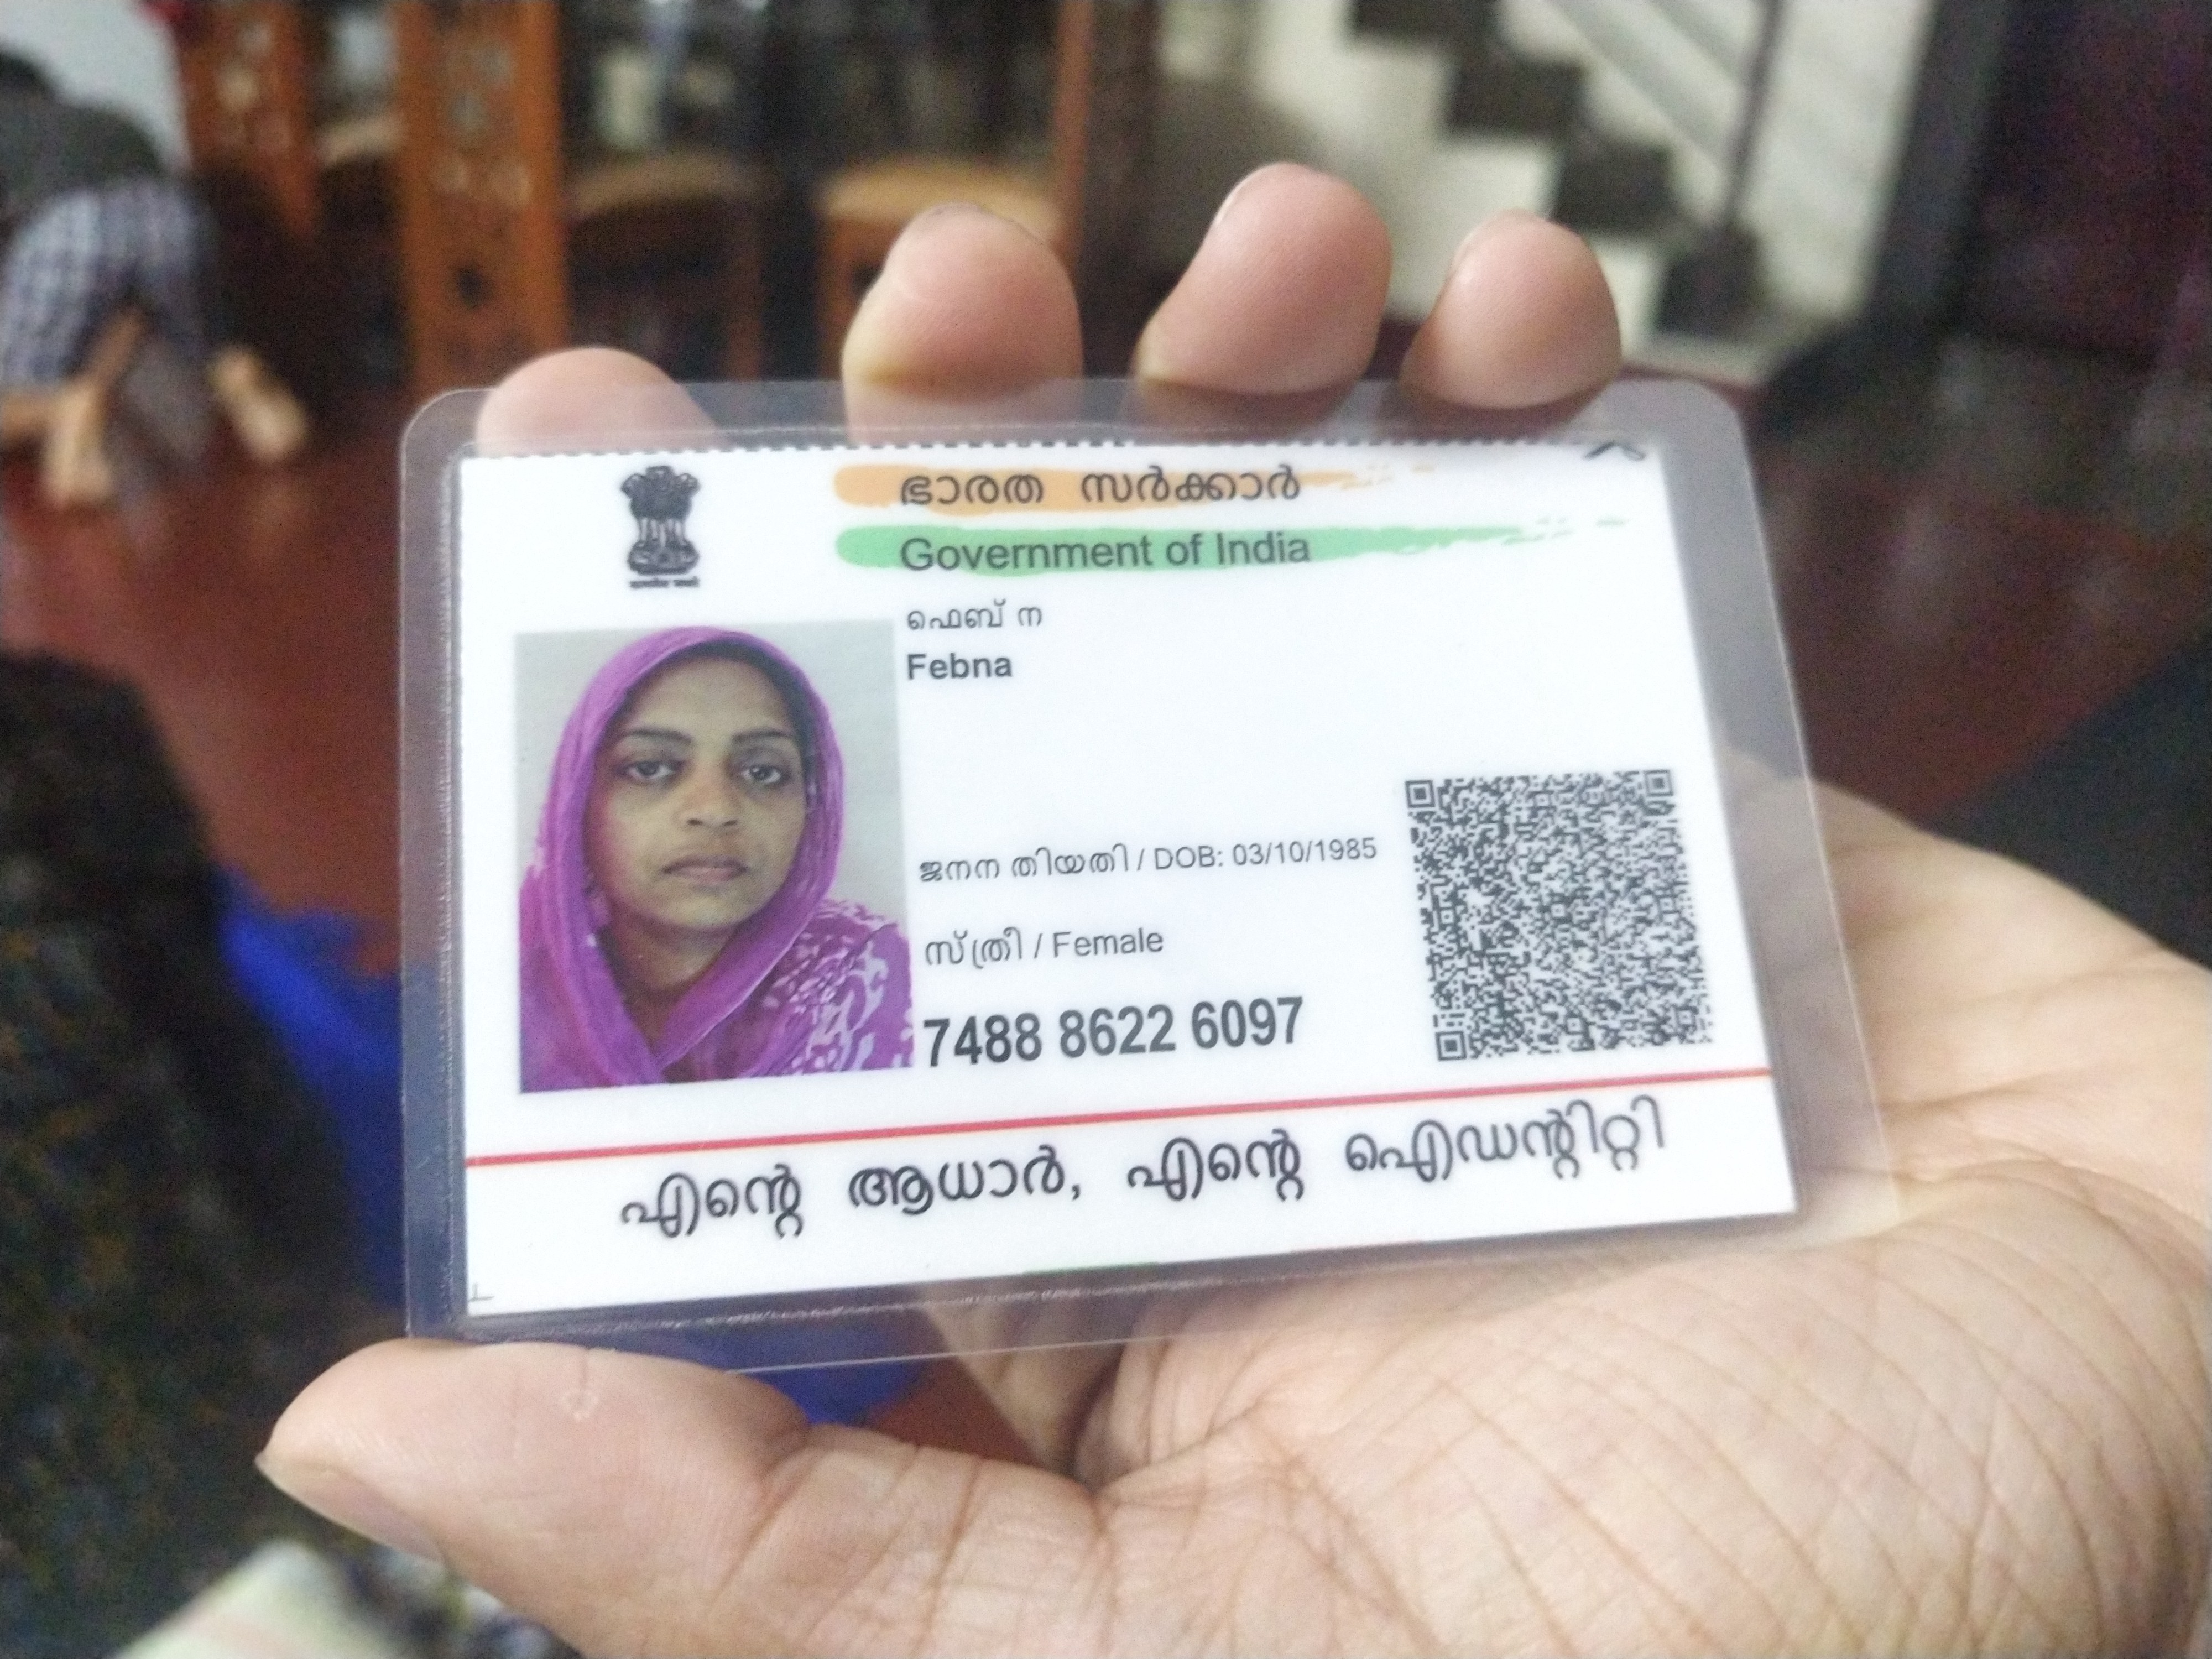 ഭാരത സർക്കാർ
Government of India
ഫെബ് ന
Febna
ജനന തിയതി / DOB: 03/10/1985
സ്ത്രീ / Female
7488 8622 6097
എന്റെ ആധാർ, എന്റെ ഐഡന്റിറ്റി